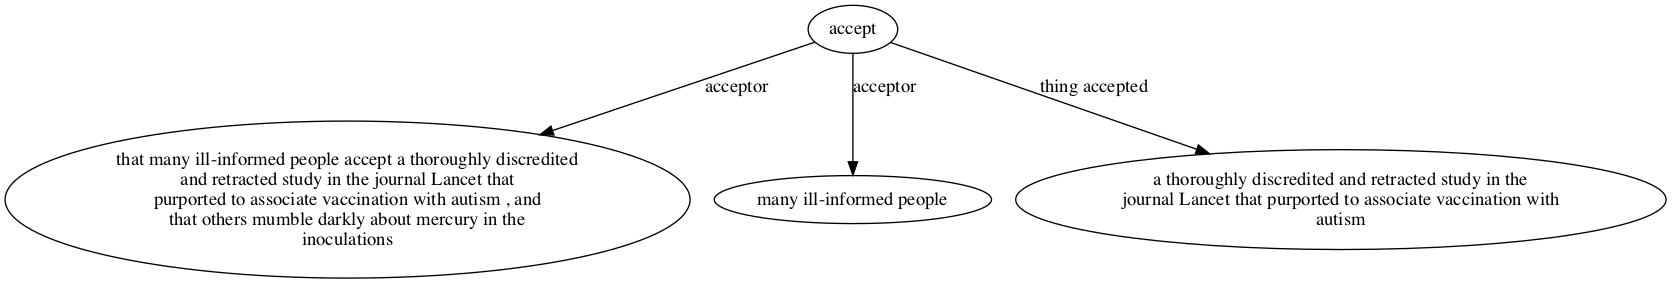 accept
acceptor
acceptor
thing accepted
that many ill-informed people accept a thoroughly discredited
and retracted study in the journal Lancet that
purported to associate vaccination with autism , and
that others mumble darkly about mercury in the
inoculations
many ill-informed people
a thoroughly discredited and retracted study in the
journal Lancet that purported to associate vaccination with
autism